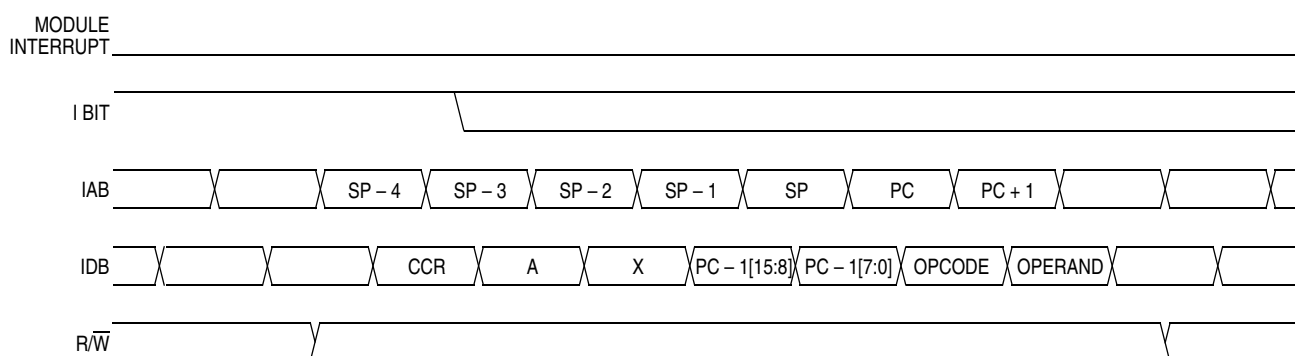 MODULE
INTERRUPT
I BIT
IAB SP – 4 SP – 3 SP – 2 SP – 1 SP PC PC + 1
IDB CCR A X PC – 1[15:8] PC – 1[7:0] OPCODE OPERAND
R/W̅